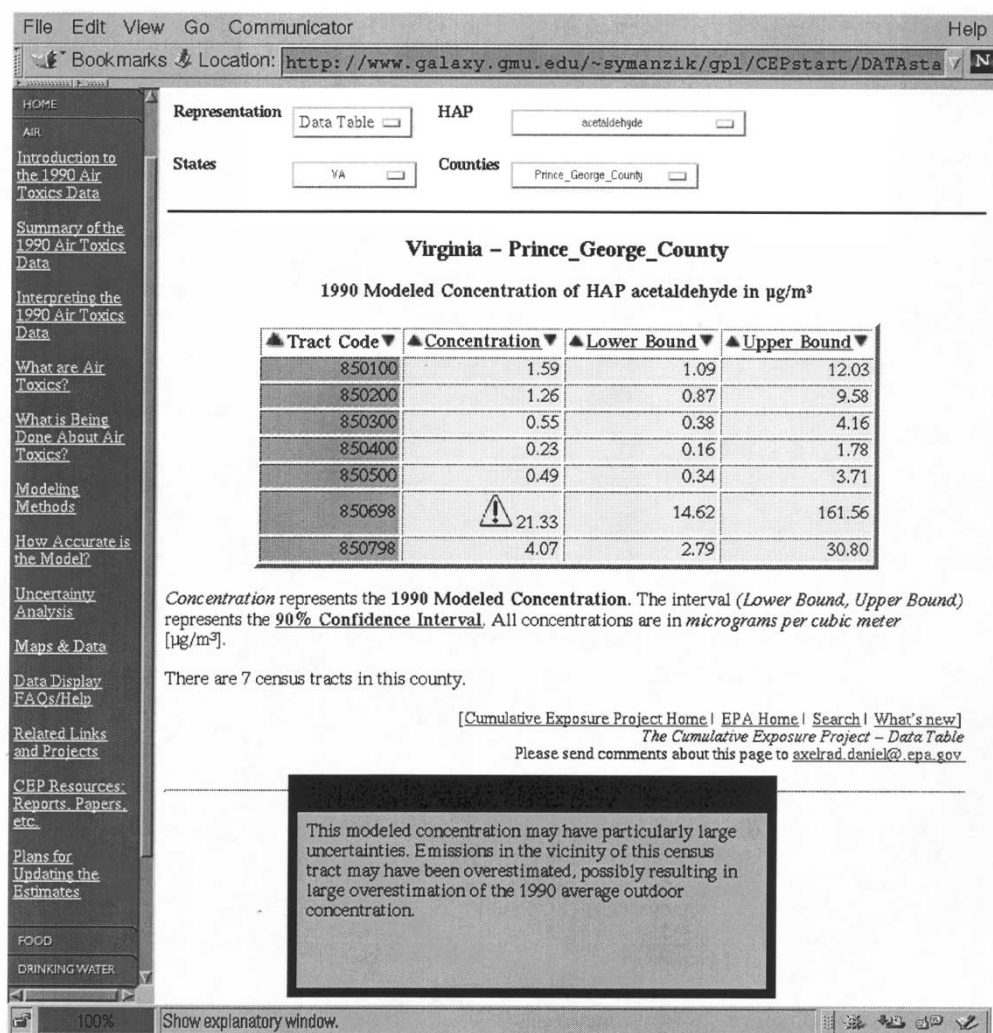 File Edit View Go Communicator Help
Bookmarks Location: http://www.galaxy.gmu.edu/~symanzik/gpl/CEPstart/DATAsta N
HOME
AIR
Introduction to
the 1990 Air
Toxics Data
Summary of the
1990 Air Toxics
Data
Interpreting the
1990 Air Toxics
Data
What are Air
Toxics?
What is Being
Done About Air
Toxics?
Modeling
Methods
How Accurate is
the Model?
Uncertainty
Analysis
Maps & Data
Data Display
FAQs/Help
Related Links
and Projects
CEP Resources:
Reports, Papers,
etc.
Plans for
Updating the
Estimates
FOOD
DRINKING WATER
Representation Data Table HAP acetaldehyde
States VA Counties Prince_George_County
Virginia – Prince_George_County
1990 Modeled Concentration of HAP acetaldehyde in µg/m³
Tract Code Concentration Lower Bound Upper Bound
850100 1.59 1.09 12.03
850200 1.26 0.87 9.58
850300 0.55 0.38 4.16
850400 0.23 0.16 1.78
850500 0.49 0.34 3.71
850698 21.33 14.62 161.56
850798 4.07 2.79 30.80
Concentration represents the 1990 Modeled Concentration. The interval (Lower Bound, Upper Bound)
represents the 90% Confidence Interval. All concentrations are in micrograms per cubic meter
[µg/m³].
There are 7 census tracts in this county.
[Cumulative Exposure Project Home | EPA Home | Search | What's new]
The Cumulative Exposure Project – Data Table
Please send comments about this page to axelrad.daniel@.epa.gov
This modeled concentration may have particularly large
uncertainties. Emissions in the vicinity of this census
tract may have been overestimated, possibly resulting in
large overestimation of the 1990 average outdoor
concentration.
100% Show explanatory window.